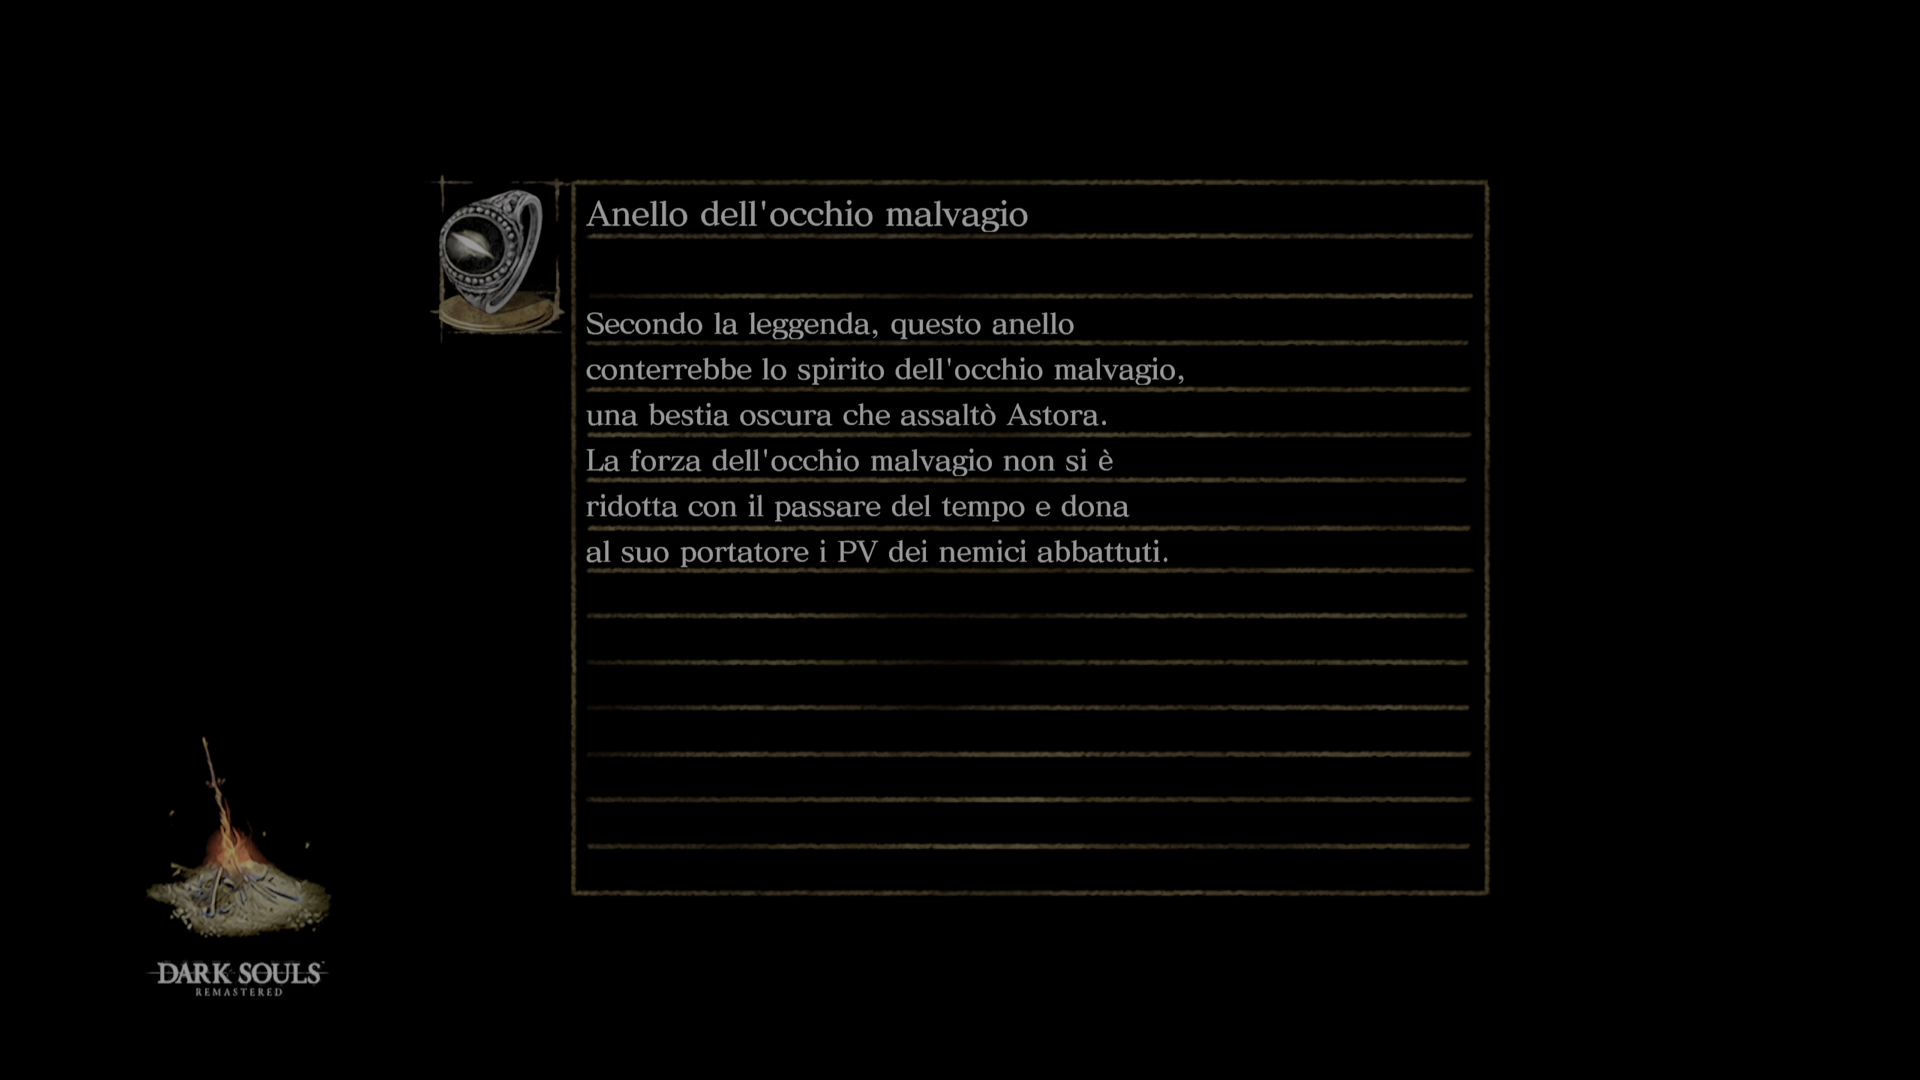 Anello dell'occhio malvagio
Secondo la leggenda, questo anello
conterrebbe lo spirito dell'occhio malvagio,
una bestia oscura che assaltò Astora.
La forza dell'occhio malvagio non si è
ridotta con il passare del tempo e dona
al suo portatore i PV dei nemici abbattuti.
DARK SOULS
REMASTERED